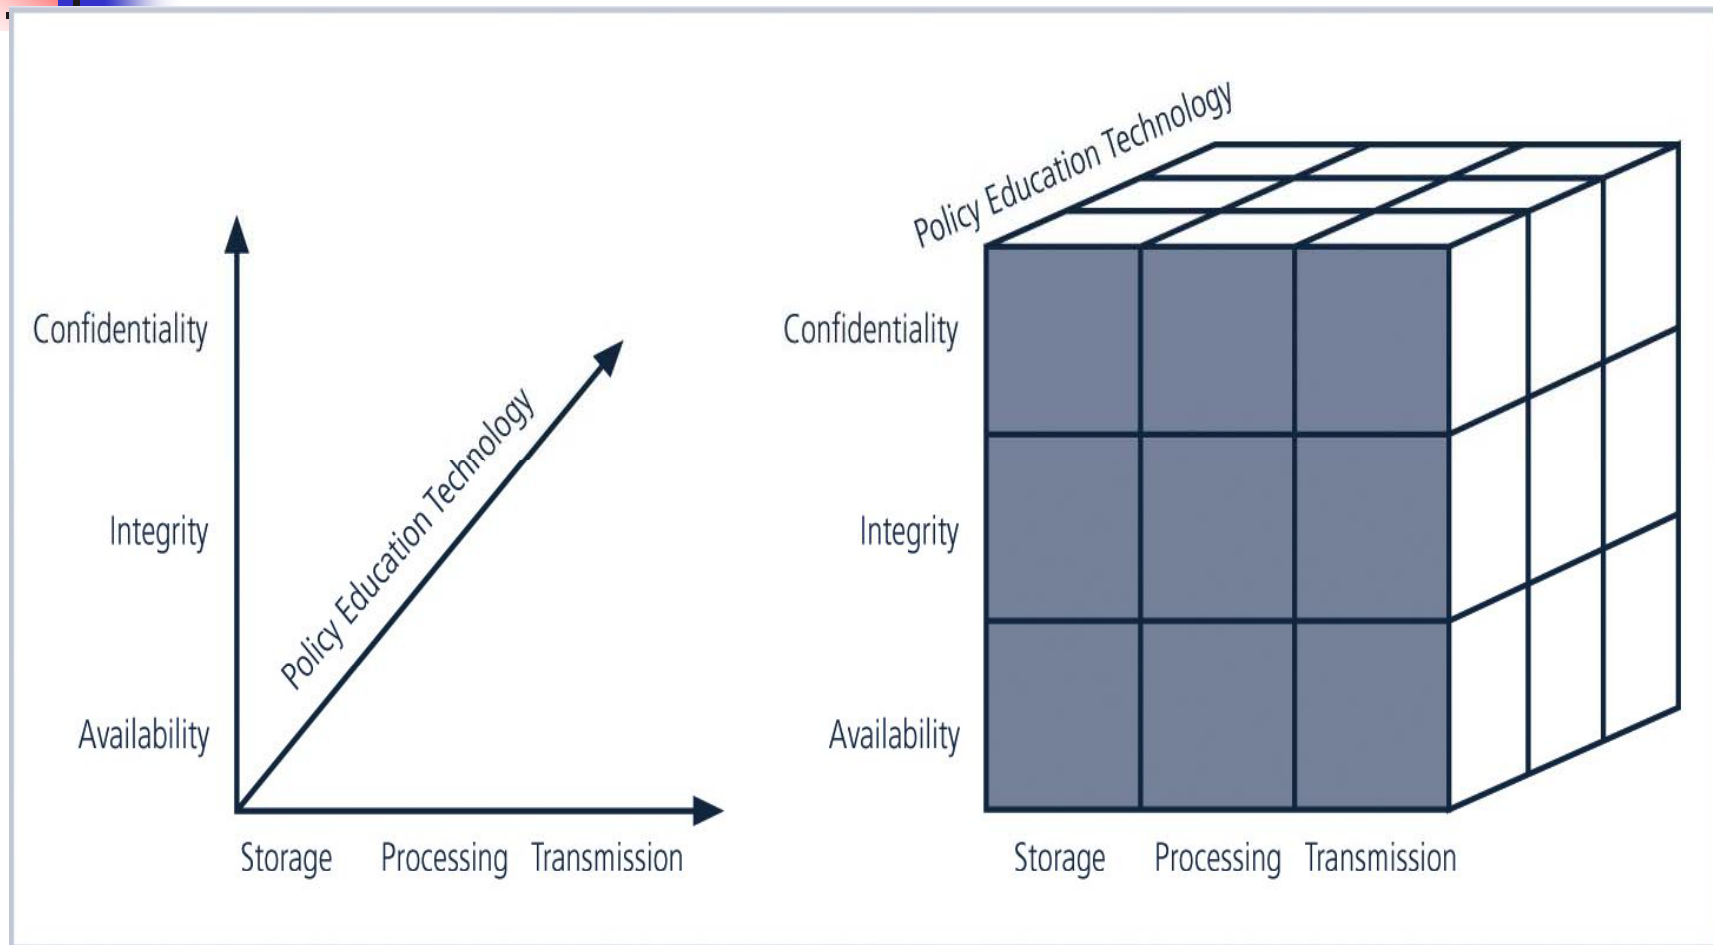 Confidentiality
Integrity
Availability
Policy Education Technology
Storage Processing Transmission
Policy Education Technology
Confidentiality
Integrity
Availability
Storage Processing Transmission